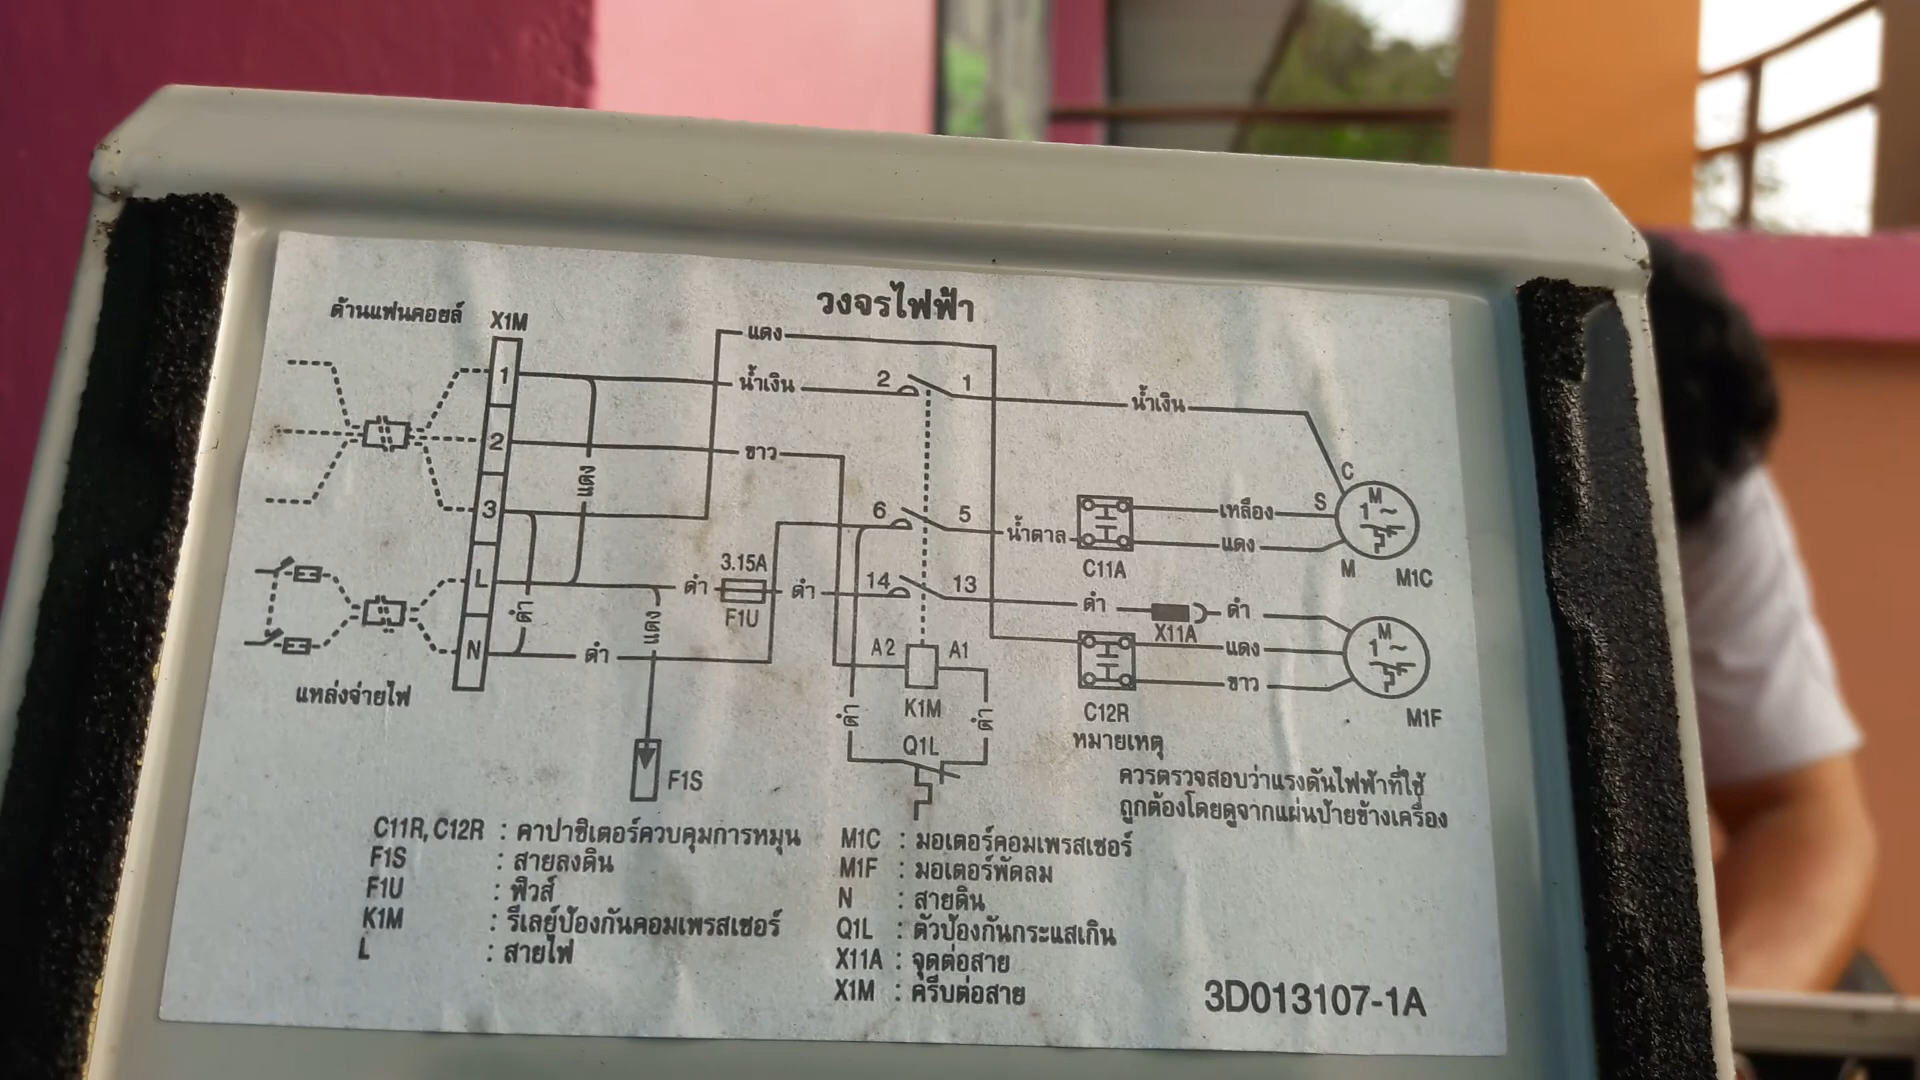 วงจรไฟฟ้า
ด้านแฟนคอยล์ X1M
แดง
1 น้ำเงิน 2 1 น้ำเงิน
2 ขาว
C
แดง
3 6 5 น้ำตาล เหลือง S M 1~
แดง
C11A M M1C
L ดำ 3.15A ดำ 14 13 ดำ ดำ
F1U X11A
ดำ แดง
N ดำ A2 A1 แดง M 1~
แหล่งจ่ายไฟ
ขาว
ดำ K1M ดำ C12R M1F
Q1L
F1S
หมายเหตุ
ควรตรวจสอบว่าแรงดันไฟฟ้าที่ใช้
ถูกต้องโดยดูจากแผ่นป้ายข้างเครื่อง
C11R, C12R : คาปาซิเตอร์ควบคุมการหมุน
F1S : สายลงดิน
F1U : ฟิวส์
K1M : รีเลย์ป้องกันคอมเพรสเซอร์
L : สายไฟ
M1C : มอเตอร์คอมเพรสเซอร์
M1F : มอเตอร์พัดลม
N : สายดิน
Q1L : ตัวป้องกันกระแสเกิน
X11A : จุดต่อสาย
X1M : ครีบต่อสาย
3D013107-1A